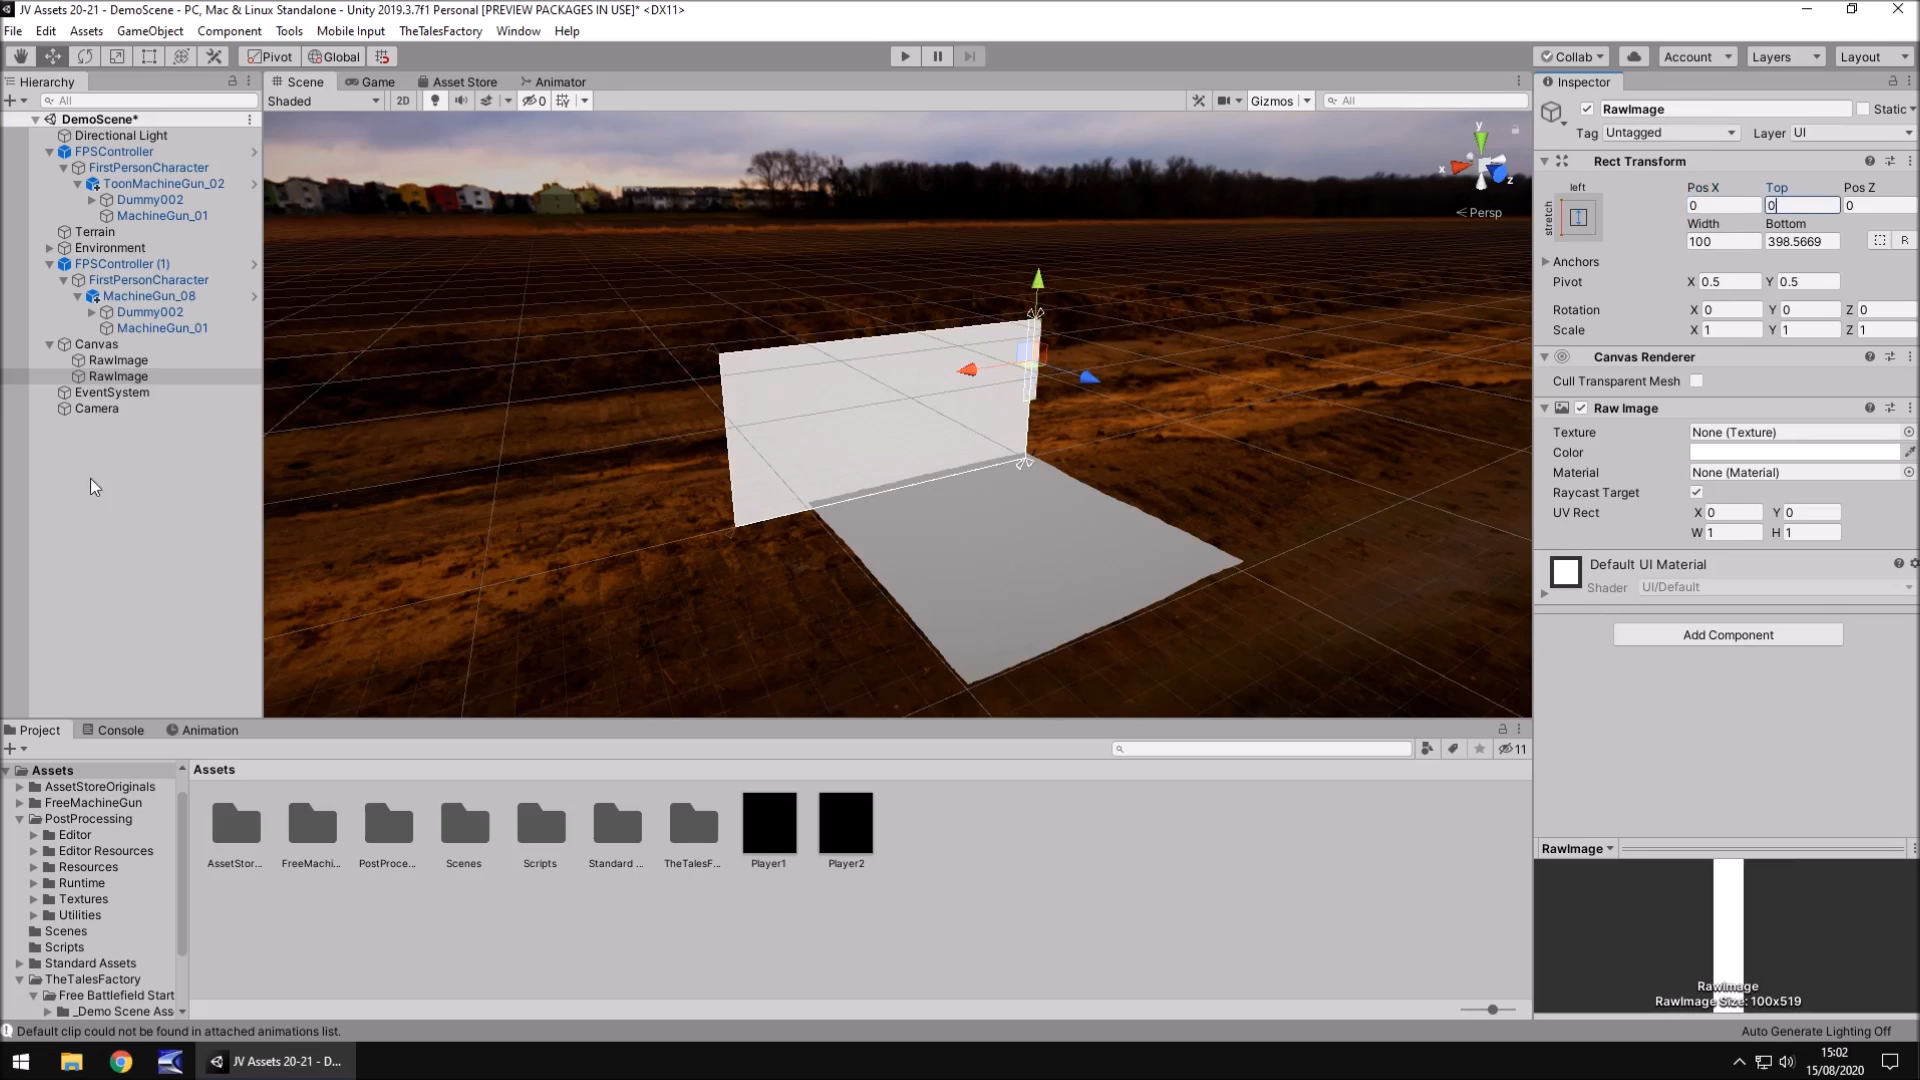 JV Assets 20-21 - DemoScene - PC, Mac & Linux Standalone - Unity 2019.3.7f1 Personal [PREVIEW PACKAGES IN USE]* <DX11>
File Edit Assets GameObject Component Tools Mobile Input TheTalesFactory Window Help
Pivot Global Collab Account Layers Layout
Hierarchy Scene Game Asset Store Animator Inspector
All Shaded 2D 0 Gizmos All
RawImage Static
Tag Untagged Layer UI
DemoScene*
Directional Light
FPSController
FirstPersonCharacter
ToonMachineGun_02
Dummy002
MachineGun_01
Terrain
Environment
FPSController (1)
FirstPersonCharacter
MachineGun_08
Dummy002
MachineGun_01
Canvas
RawImage
RawImage
EventSystem
Camera
y
x
z
Persp
Rect Transform
left
stretch
Pos X Top Pos Z
0 0 0
Width Bottom
100 398.5669 R
Anchors
Pivot X 0.5 Y 0.5
Rotation X 0 Y 0 Z 0
Scale X 1 Y 1 Z 1
Canvas Renderer
Cull Transparent Mesh
Raw Image
Texture None (Texture)
Color
Material None (Material)
Raycast Target
UV Rect X 0 Y 0
W 1 H 1
Default UI Material
Shader UI/Default
Add Component
Project Console Animation
11
Assets
AssetStoreOriginals
FreeMachineGun
PostProcessing
Editor
Editor Resources
Resources
Runtime
Textures
Utilities
Scenes
Scripts
Standard Assets
TheTalesFactory
Free Battlefield Start
_Demo Scene Ass
Assets
AssetStor... FreeMachi... PostProce... Scenes Scripts Standard ... TheTalesF... Player1 Player2
RawImage
RawImage
RawImage Size: 100x519
Default clip could not be found in attached animations list.
Auto Generate Lighting Off
JV Assets 20-21 - D...
15:02
15/08/2020